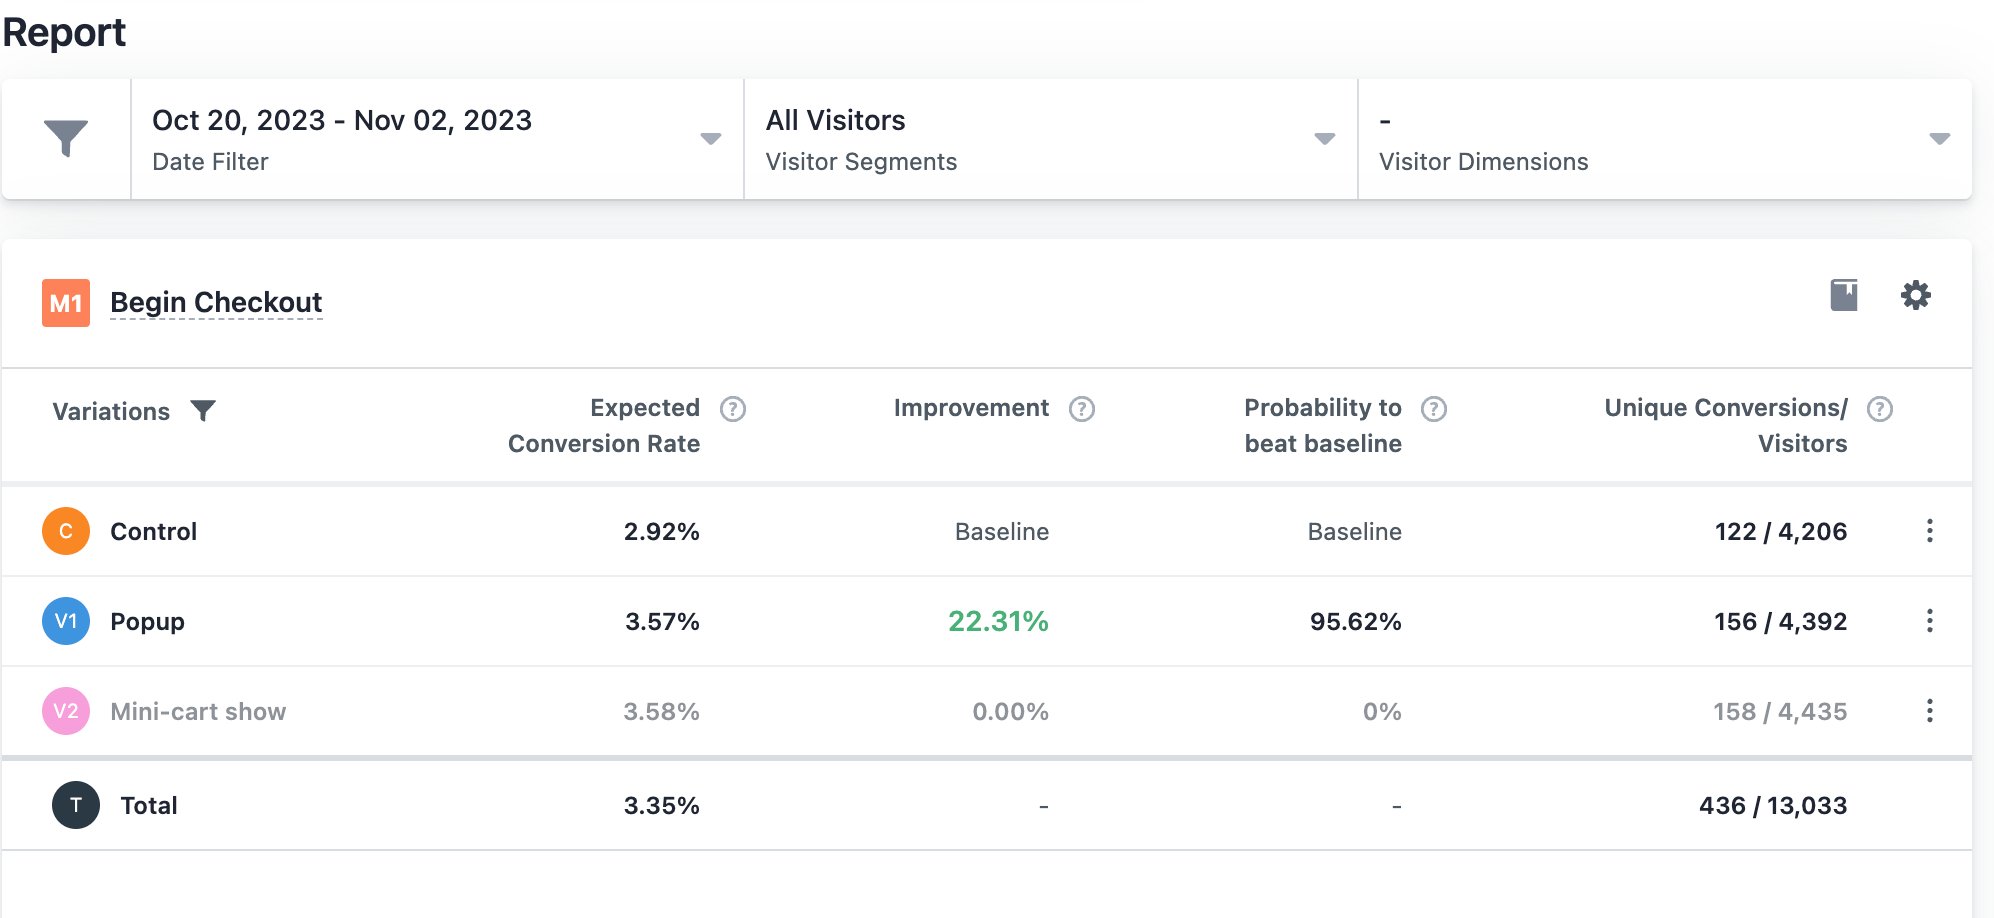 Report
Oct 20, 2023 - Nov 02, 2023
Date Filter
All Visitors
Visitor Segments
-
Visitor Dimensions
M1 Begin Checkout
Variations
Expected ?
Conversion Rate
Improvement ?
Probability to ?
beat baseline
Unique Conversions/ ?
Visitors
C Control 2.92% Baseline Baseline 122 / 4,206
V1 Popup 3.57% 22.31% 95.62% 156 / 4,392
V2 Mini-cart show 3.58% 0.00% 0% 158 / 4,435
T Total 3.35% - - 436 / 13,033